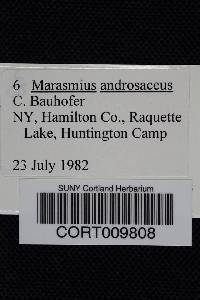 6 Marasmius androsaceus
C. Bauhofer
NY, Hamilton Co., Raquette
Lake, Huntington Camp
23 July 1982
SUNY Cortland Herbarium
CORT009808